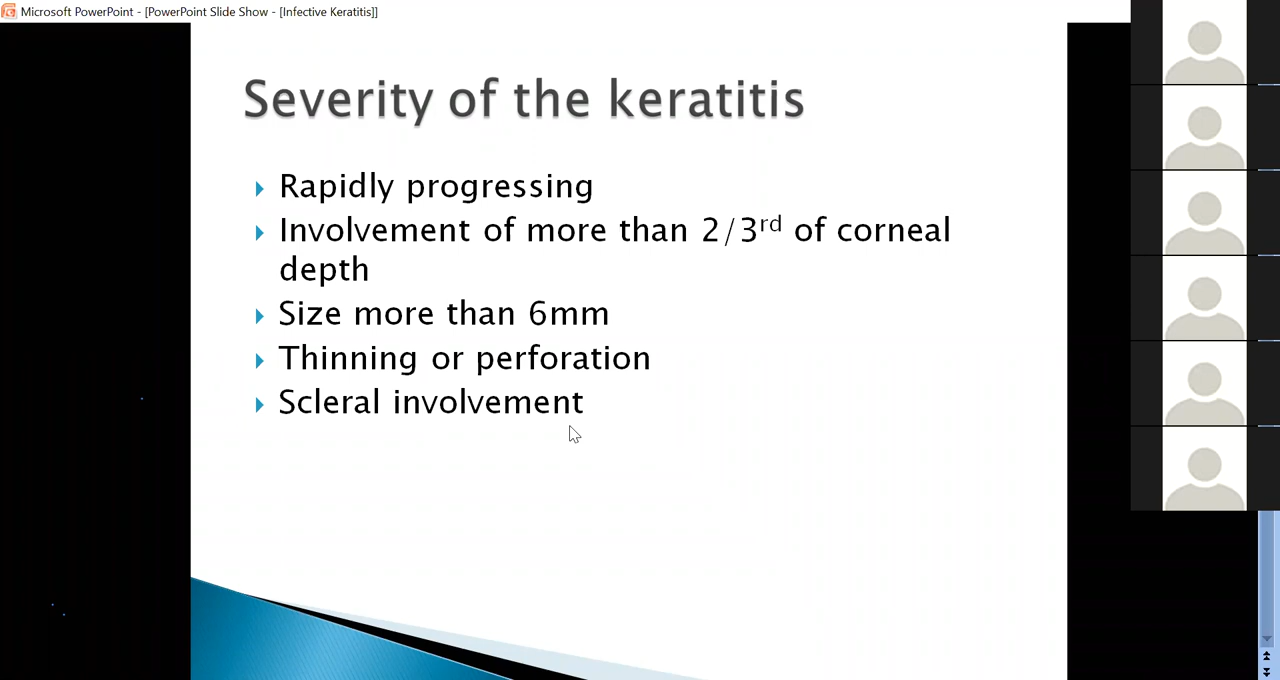 Microsoft PowerPoint - [PowerPoint Slide Show - [Infective Keratitis]]
Severity of the keratitis
Rapidly progressing
Involvement of more than 2/3rd of corneal
depth
Size more than 6mm
Thinning or perforation
Scleral involvement